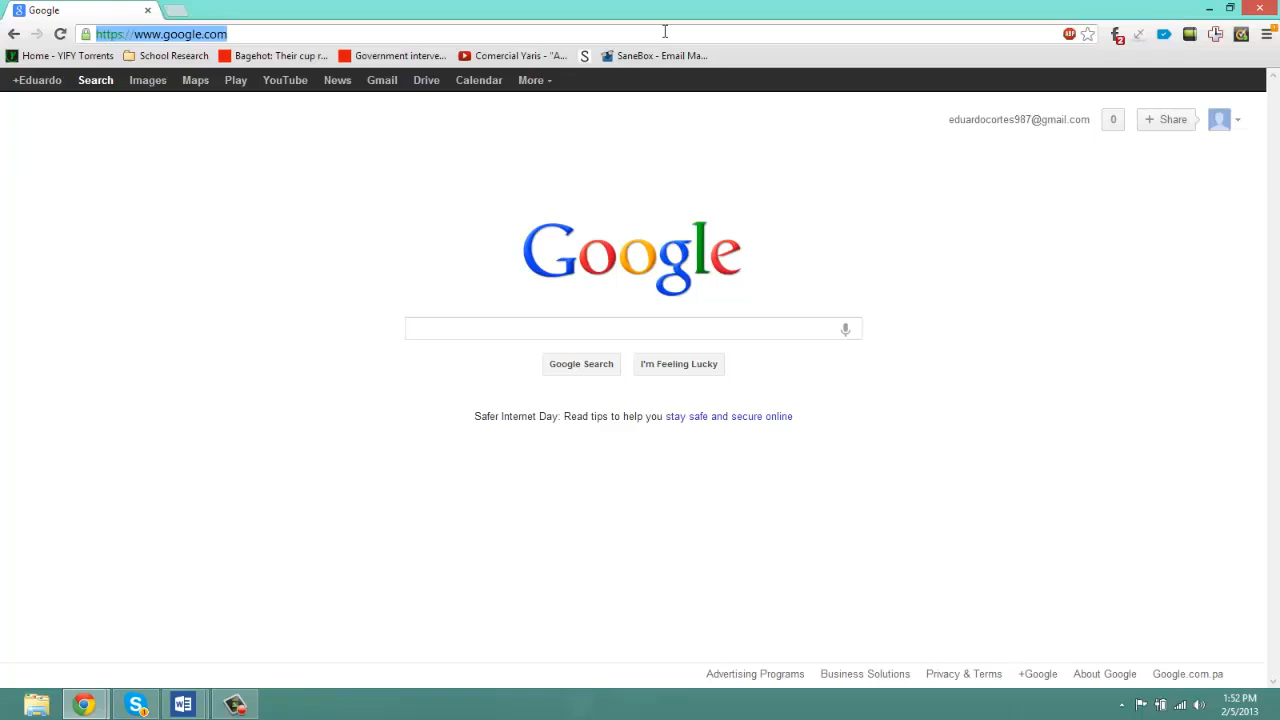 Google
https://www.google.com
Home - YIFY Torrents School Research Bagehot: Their cup r... Government interve... Comercial Yaris - "A... S SaneBox - Email Ma...
+Eduardo Search Images Maps Play YouTube News Gmail Drive Calendar More
eduardocortes987@gmail.com 0 + Share
Google
Google Search I'm Feeling Lucky
Safer Internet Day: Read tips to help you stay safe and secure online
Advertising Programs Business Solutions Privacy & Terms +Google About Google Google.com.pa
1:52 PM
2/5/2013